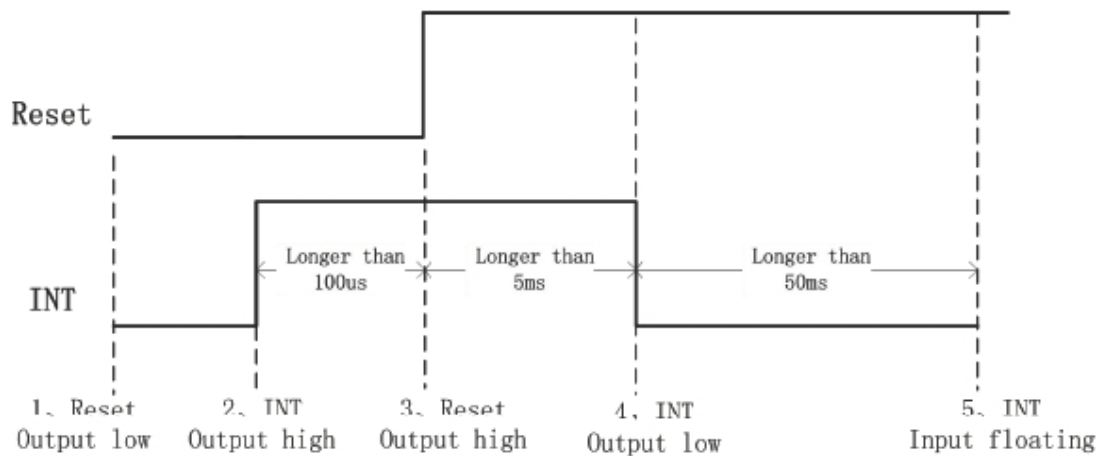 Reset
Longer than
100us
Longer than
5ms
Longer than
50ms
INT
1、Reset
Output low
2、INT
Output high
3、Reset
Output high
4、INT
Output low
5、INT
Input floating